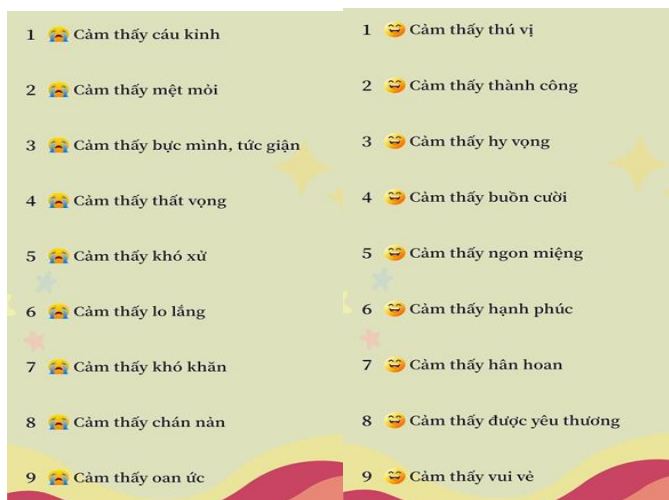 1 😭 Cảm thấy cáu kỉnh
2 😭 Cảm thấy mệt mỏi
3 😭 Cảm thấy bực mình, tức giận
4 😭 Cảm thấy thất vọng
5 😭 Cảm thấy khó xử
6 😭 Cảm thấy lo lắng
7 😭 Cảm thấy khó khăn
8 😭 Cảm thấy chán nản
9 😭 Cảm thấy oan ức
1 😄 Cảm thấy thú vị
2 😄 Cảm thấy thành công
3 😄 Cảm thấy hy vọng
4 😄 Cảm thấy buồn cười
5 😄 Cảm thấy ngon miệng
6 😄 Cảm thấy hạnh phúc
7 😄 Cảm thấy hân hoan
8 😄 Cảm thấy được yêu thương
9 😄 Cảm thấy vui vẻ